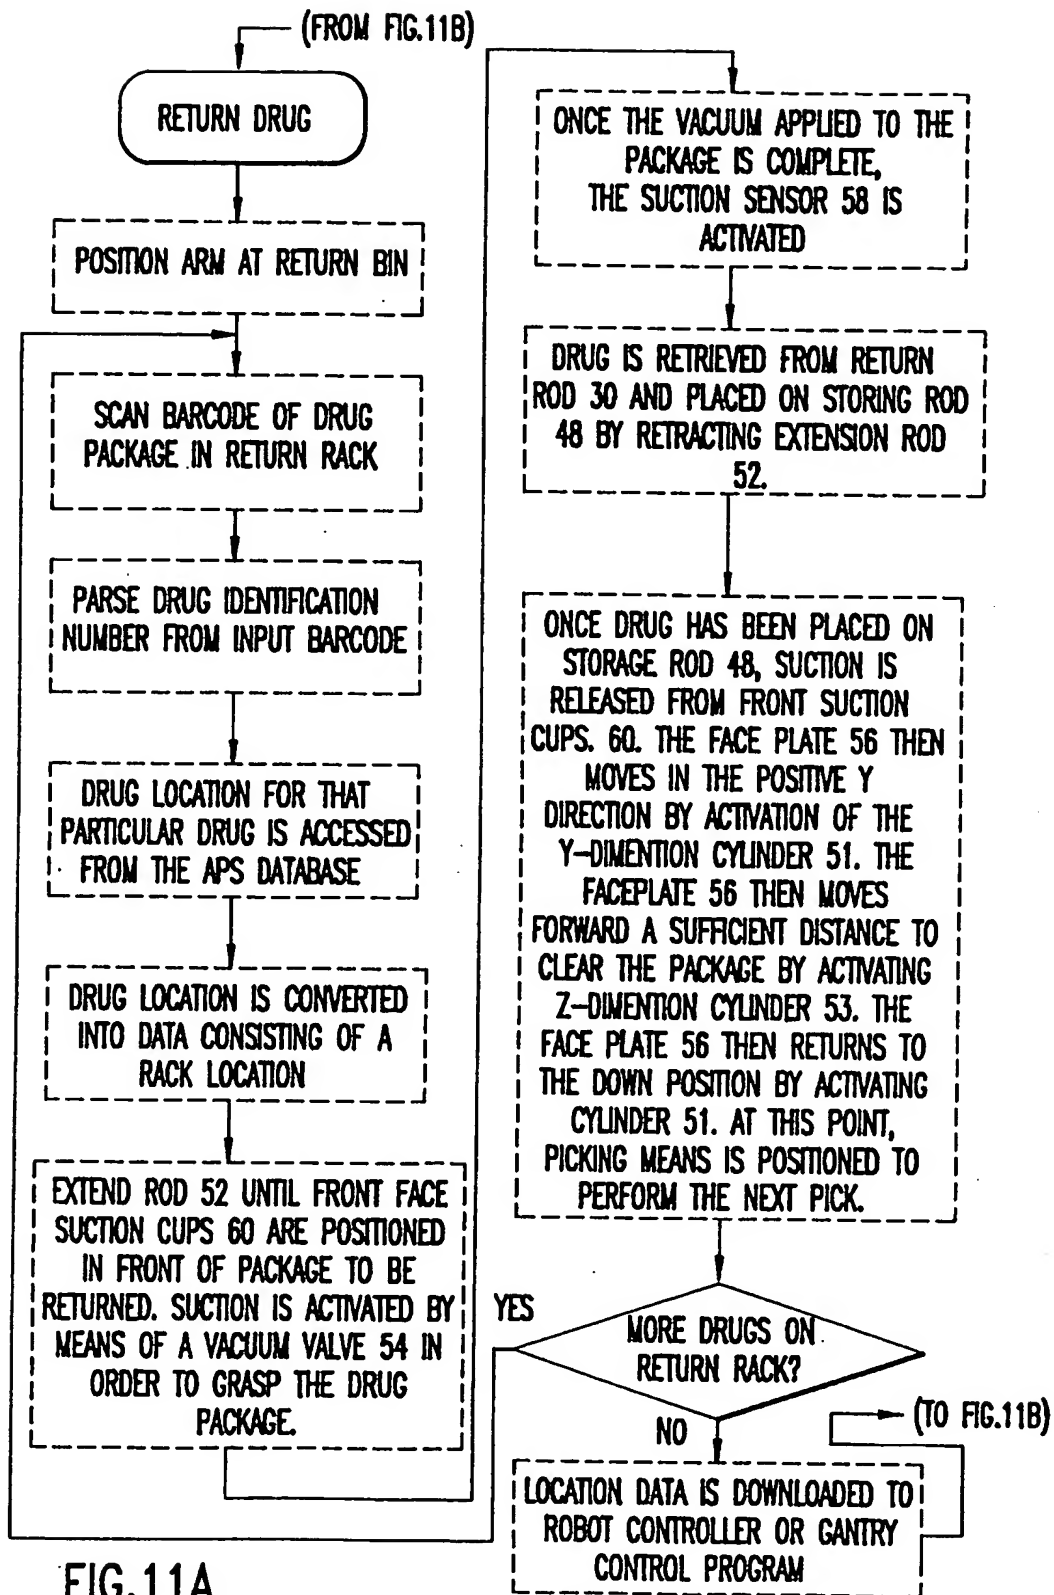 (FROM FIG.11B)
RETURN DRUG
POSITION ARM AT RETURN BIN
SCAN BARCODE OF DRUG
PACKAGE IN RETURN RACK
PARSE DRUG IDENTIFICATION
NUMBER FROM INPUT BARCODE
DRUG LOCATION FOR THAT
PARTICULAR DRUG IS ACCESSED
FROM THE APS DATABASE
DRUG LOCATION IS CONVERTED
INTO DATA CONSISTING OF A
RACK LOCATION
EXTEND ROD 52 UNTIL FRONT FACE
SUCTION CUPS 60 ARE POSITIONED
IN FRONT OF PACKAGE TO BE
RETURNED. SUCTION IS ACTIVATED BY
MEANS OF A VACUUM VALVE 54 IN
ORDER TO GRASP THE DRUG
PACKAGE.
ONCE THE VACUUM APPLIED TO THE
PACKAGE IS COMPLETE,
THE SUCTION SENSOR 58 IS
ACTIVATED
DRUG IS RETRIEVED FROM RETURN
ROD 30 AND PLACED ON STORING ROD
48 BY RETRACTING EXTENSION ROD
52.
ONCE DRUG HAS BEEN PLACED ON
STORAGE ROD 48, SUCTION IS
RELEASED FROM FRONT SUCTION
CUPS. 60. THE FACE PLATE 56 THEN
MOVES IN THE POSITIVE Y
DIRECTION BY ACTIVATION OF THE
Y-DIMENTION CYLINDER 51. THE
FACEPLATE 56 THEN MOVES
FORWARD A SUFFICIENT DISTANCE TO
CLEAR THE PACKAGE BY ACTIVATING
Z-DIMENTION CYLINDER 53. THE
FACE PLATE 56 THEN RETURNS TO
THE DOWN POSITION BY ACTIVATING
CYLINDER 51. AT THIS POINT,
PICKING MEANS IS POSITIONED TO
PERFORM THE NEXT PICK.
YES
MORE DRUGS ON
RETURN RACK?
NO
(TO FIG.11B)
LOCATION DATA IS DOWNLOADED TO
ROBOT CONTROLLER OR GANTRY
CONTROL PROGRAM
FIG.11A